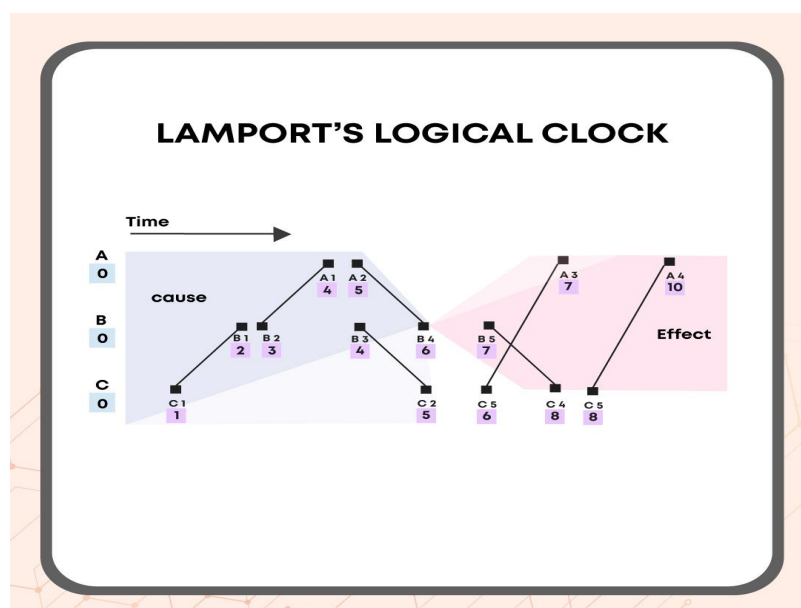 LAMPORT'S LOGICAL CLOCK
Time
A
0
cause
A 1
4
A 2
5
A 3
7
A 4
10
B
0
B 1
2
B 2
3
B 3
4
B 4
6
B 5
7
Effect
C
0
C 1
1
C 2
5
C 5
6
C 4
8
C 5
8